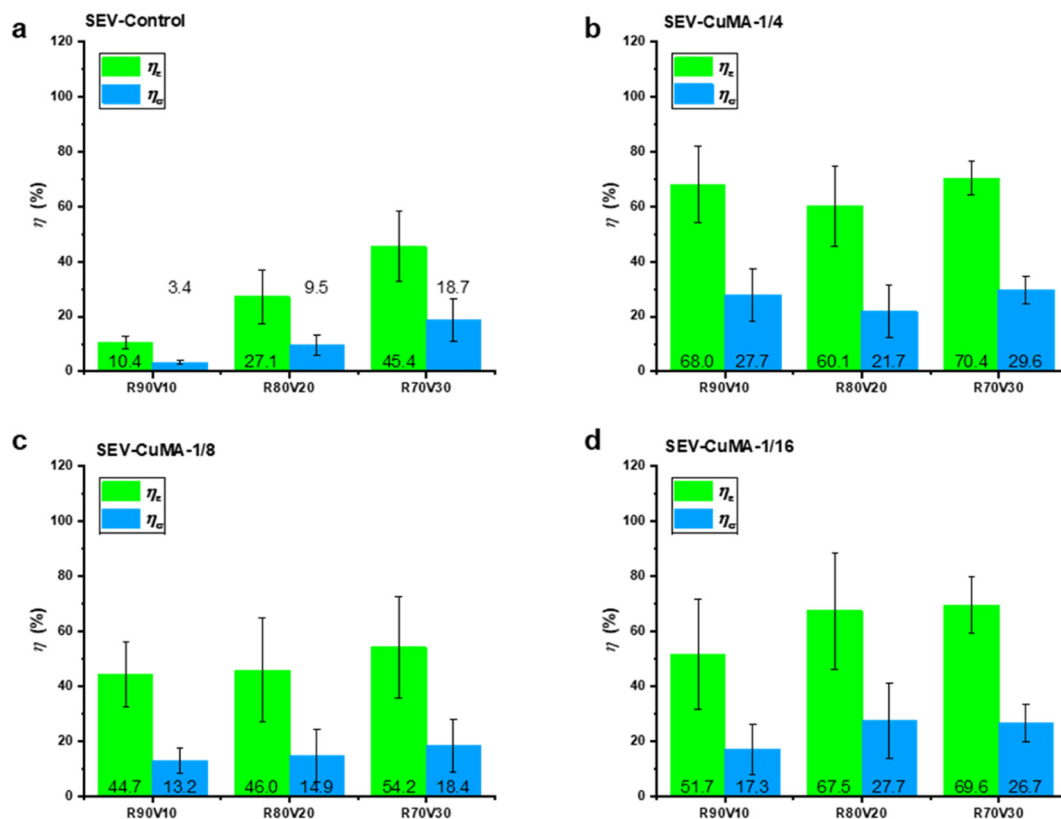 a
SEV-Control
120
100
80
60
40
20
0
η (%)
ηε
ησ
3.4
9.5
18.7
10.4
27.1
45.4
R90V10
R80V20
R70V30
b
SEV-CuMA-1/4
120
100
80
60
40
20
0
η (%)
ηε
ησ
68.0
27.7
60.1
21.7
70.4
29.6
R90V10
R80V20
R70V30
c
SEV-CuMA-1/8
120
100
80
60
40
20
0
η (%)
ηε
ησ
44.7
13.2
46.0
14.9
54.2
18.4
R90V10
R80V20
R70V30
d
SEV-CuMA-1/16
120
100
80
60
40
20
0
η (%)
ηε
ησ
51.7
17.3
67.5
27.7
69.6
26.7
R90V10
R80V20
R70V30